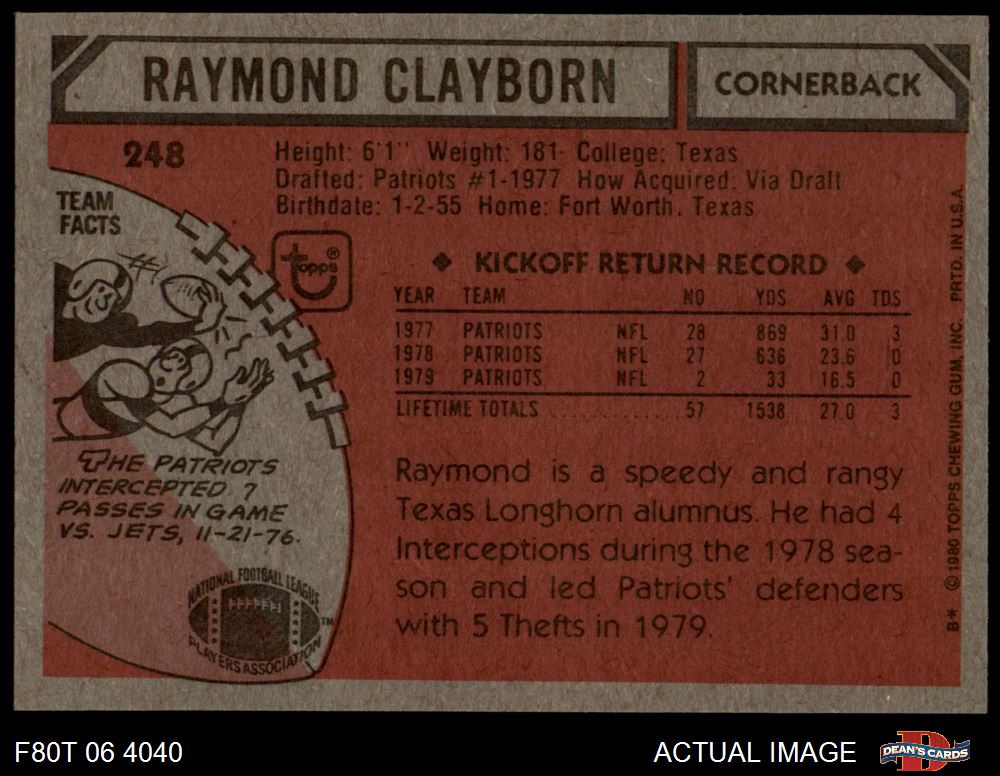 RAYMOND CLAYBORN
CORNERBACK
248
Height: 6'1" Weight: 181 College: Texas
Drafted: Patriots #1-1977 How Acquired: Via Draft
Birthdate: 1-2-55 Home: Fort Worth, Texas
TEAM
FACTS
#1
topps®
◆ KICKOFF RETURN RECORD ◆
YEAR TEAM NO YDS AVG TDS
1977 PATRIOTS NFL 28 869 31.0 3
1978 PATRIOTS NFL 27 636 23.6 0
1979 PATRIOTS NFL 2 33 16.5 0
LIFETIME TOTALS .......... 57 1538 27.0 3
THE PATRIOTS
INTERCEPTED 7
PASSES IN GAME
VS. JETS, 11-21-76.
Raymond is a speedy and rangy
Texas Longhorn alumnus. He had 4
Interceptions during the 1978 sea-
son and led Patriots' defenders
with 5 Thefts in 1979.
NATIONAL FOOTBALL LEAGUE
PLAYERS ASSOCIATION
TM
B* © 1980 TOPPS CHEWING GUM, INC. PRTD. IN U.S.A.
F80T 06 4040
ACTUAL IMAGE
DEAN'S CARDS